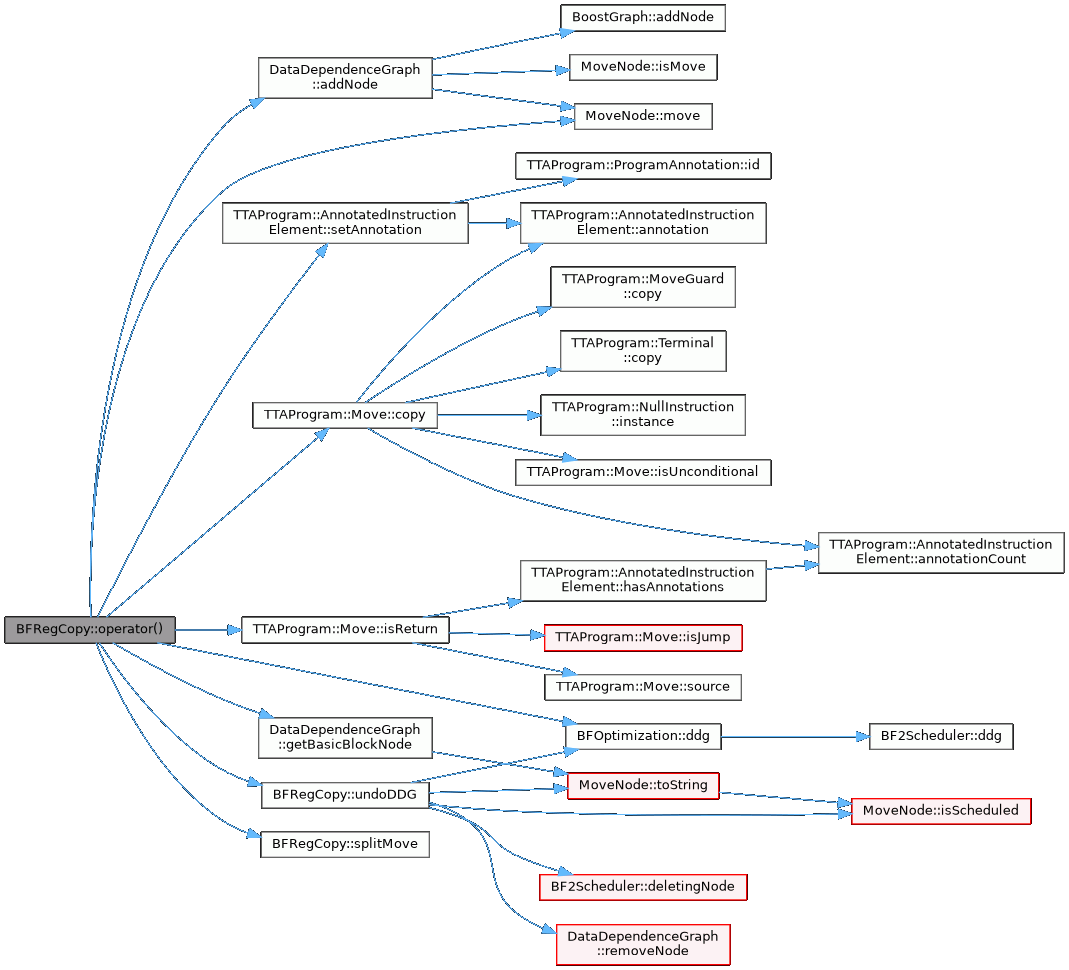 BoostGraph::addNode
DataDependenceGraph
::addNode
MoveNode::isMove
MoveNode::move
TTAProgram::ProgramAnnotation::id
TTAProgram::AnnotatedInstruction
Element::setAnnotation
TTAProgram::AnnotatedInstruction
Element::annotation
TTAProgram::MoveGuard
::copy
TTAProgram::Terminal
::copy
TTAProgram::Move::copy
TTAProgram::NullInstruction
::instance
TTAProgram::Move::isUnconditional
TTAProgram::AnnotatedInstruction
Element::annotationCount
TTAProgram::AnnotatedInstruction
Element::hasAnnotations
BFRegCopy::operator()
TTAProgram::Move::isReturn
TTAProgram::Move::isJump
TTAProgram::Move::source
DataDependenceGraph
::getBasicBlockNode
BFOptimization::ddg
BF2Scheduler::ddg
MoveNode::toString
BFRegCopy::undoDDG
MoveNode::isScheduled
BFRegCopy::splitMove
BF2Scheduler::deletingNode
DataDependenceGraph
::removeNode